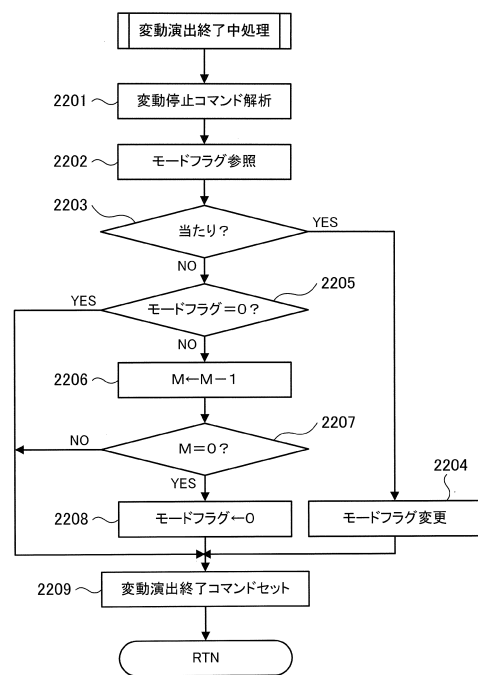 変動演出終了中処理
2201
変動停止コマンド解析
2202
モードフラグ参照
2203
当たり？
YES
NO
2205
YES
モードフラグ＝0？
NO
2206
M←M－1
2207
NO
M＝0？
YES
2204
2208
モードフラグ←0
モードフラグ変更
2209
変動演出終了コマンドセット
RTN